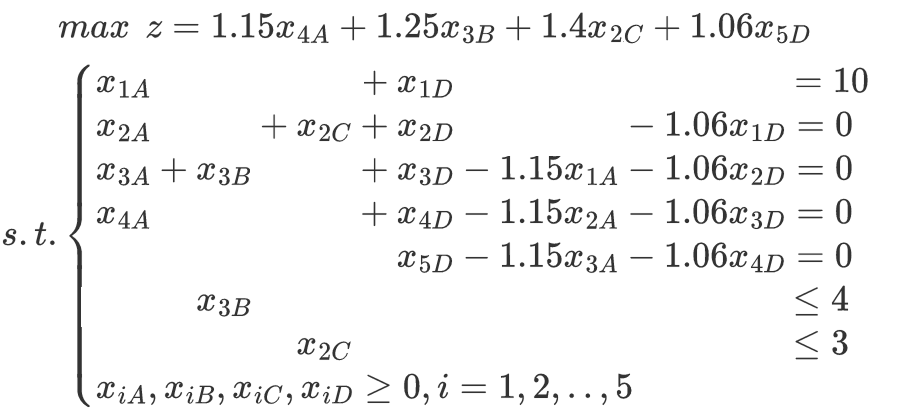 max z = 1.15x_{4A} + 1.25x_{3B} + 1.4x_{2C} + 1.06x_{5D}
x_{1A} + x_{1D} = 10
x_{2A} + x_{2C} + x_{2D} - 1.06x_{1D} = 0
x_{3A} + x_{3B} + x_{3D} - 1.15x_{1A} - 1.06x_{2D} = 0
x_{4A} + x_{4D} - 1.15x_{2A} - 1.06x_{3D} = 0
s.t.
x_{5D} - 1.15x_{3A} - 1.06x_{4D} = 0
x_{3B} ≤ 4
x_{2C} ≤ 3
x_{iA}, x_{iB}, x_{iC}, x_{iD} ≥ 0, i = 1, 2, .., 5